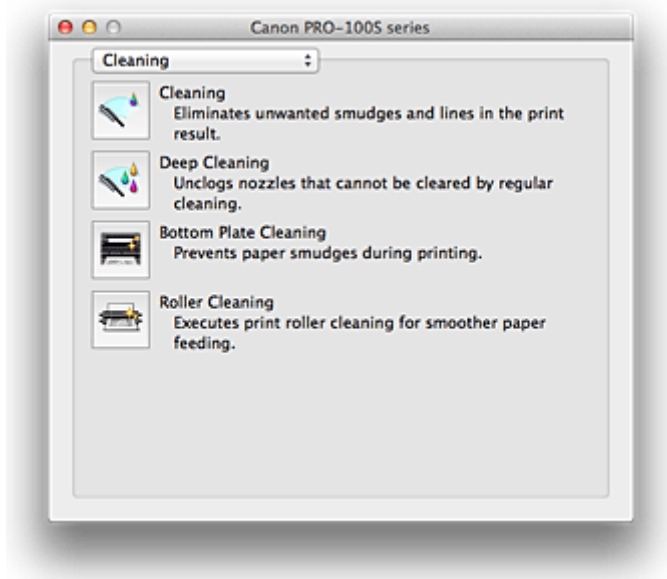 Canon PRO-100S series
Cleaning
Cleaning
Eliminates unwanted smudges and lines in the print
result.
Deep Cleaning
Unclogs nozzles that cannot be cleared by regular
cleaning.
Bottom Plate Cleaning
Prevents paper smudges during printing.
Roller Cleaning
Executes print roller cleaning for smoother paper
feeding.